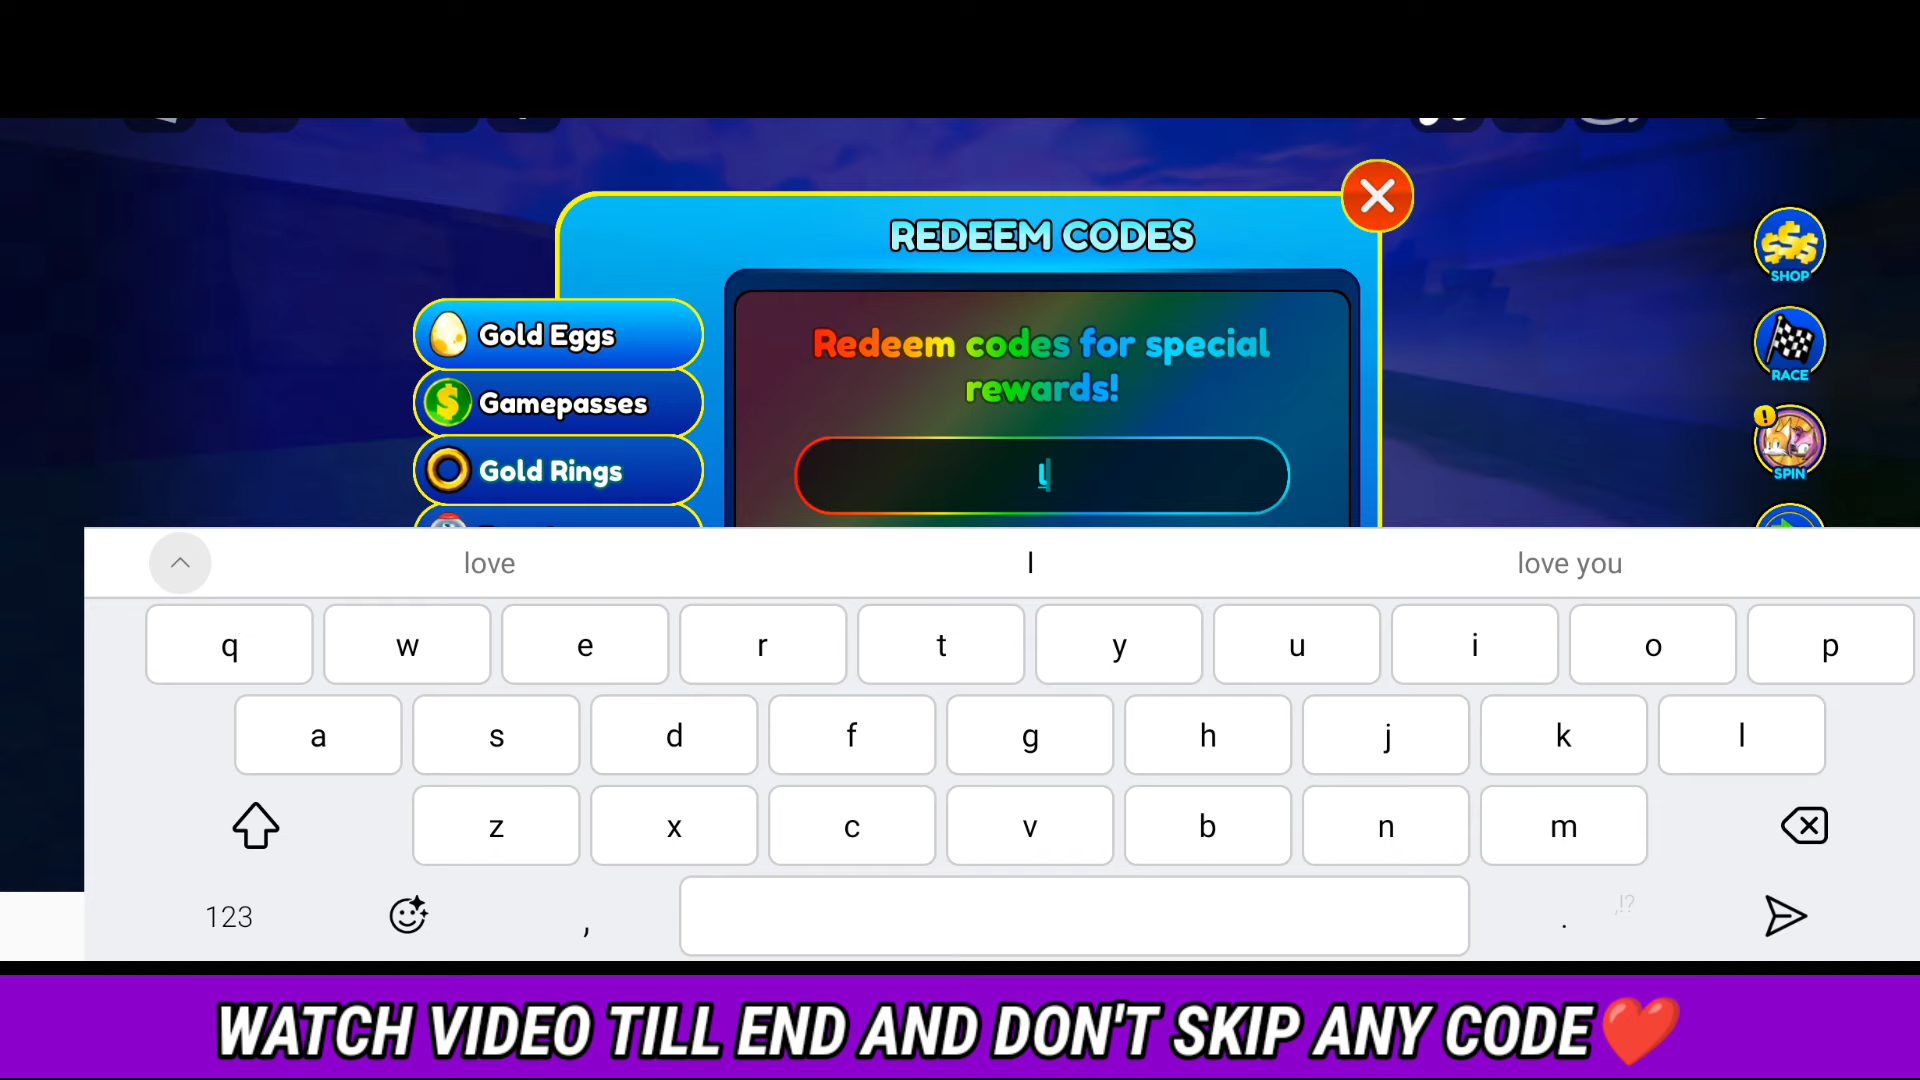 REDEEM CODES
Redeem codes for special
rewards!
l
Gold Eggs
Gamepasses
Gold Rings
SHOP
RACE
!
SPIN
love
l
love you
q w e r t y u i o p
a s d f g h j k l
z x c v b n m
123 , . ,!?
WATCH VIDEO TILL END AND DON'T SKIP ANY CODE❤️